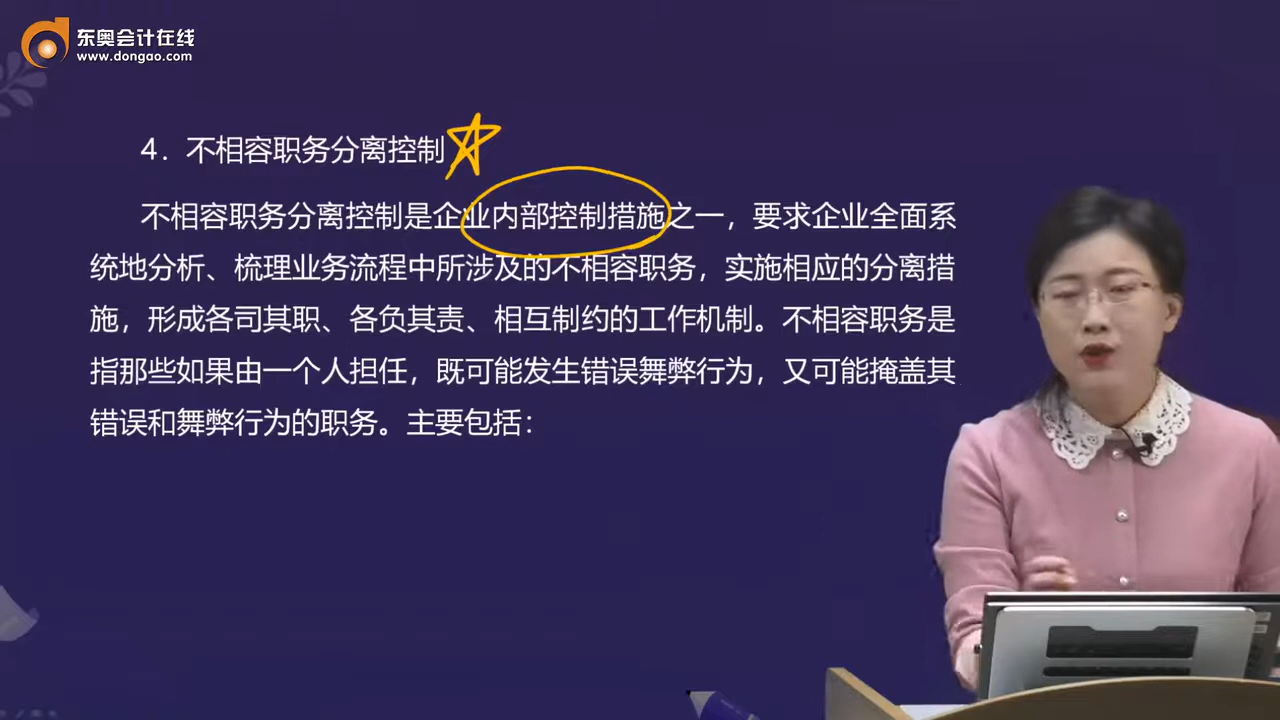 东奥会计在线
www.dongao.com
4．不相容职务分离控制
不相容职务分离控制是企业内部控制措施之一，要求企业全面系
统地分析、梳理业务流程中所涉及的不相容职务，实施相应的分离措
施，形成各司其职、各负其责、相互制约的工作机制。不相容职务是
指那些如果由一个人担任，既可能发生错误舞弊行为，又可能掩盖其
错误和舞弊行为的职务。主要包括：